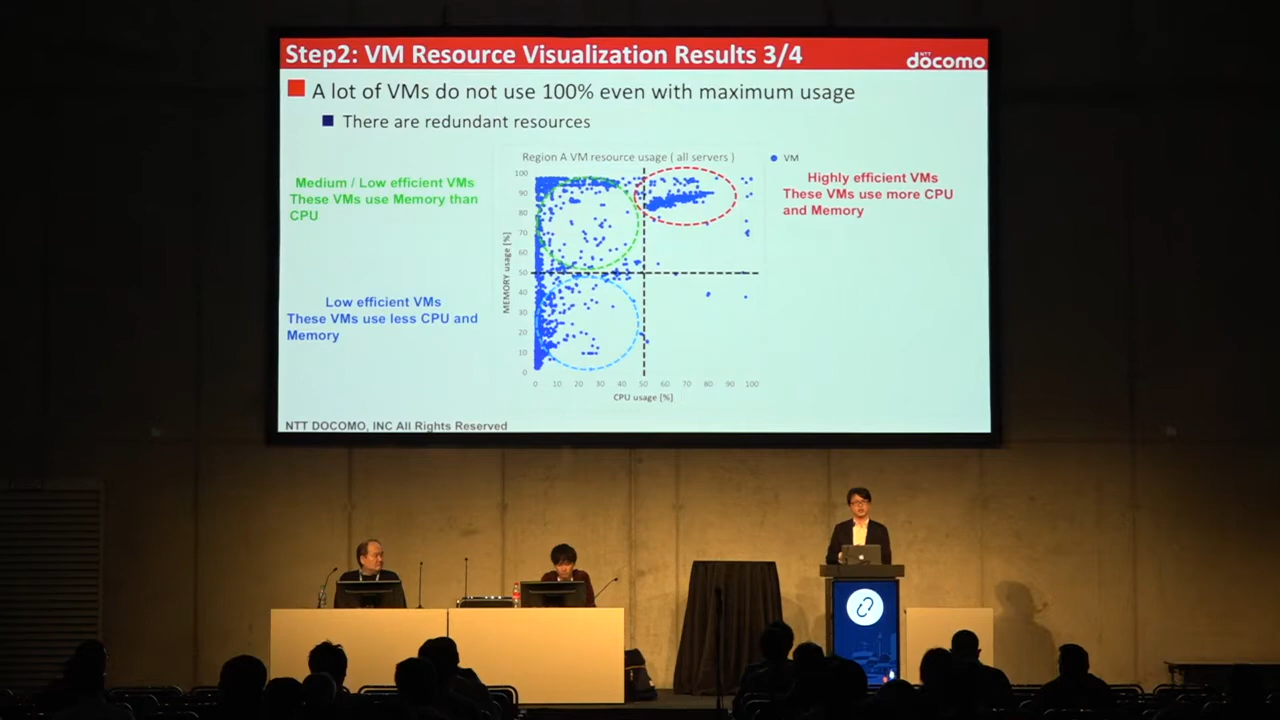 Step2: VM Resource Visualization Results 3/4
NTT
döcomo
A lot of VMs do not use 100% even with maximum usage
There are redundant resources
Region A VM resource usage ( all servers )
VM
Medium / Low efficient VMs
These VMs use Memory than
CPU
Highly efficient VMs
These VMs use more CPU
and Memory
Low efficient VMs
These VMs use less CPU and
Memory
MEMORY usage [%]
100
90
80
70
60
50
40
30
20
10
0
0 10 20 30 40 50 60 70 80 90 100
CPU usage [%]
NTT DOCOMO, INC All Rights Reserved